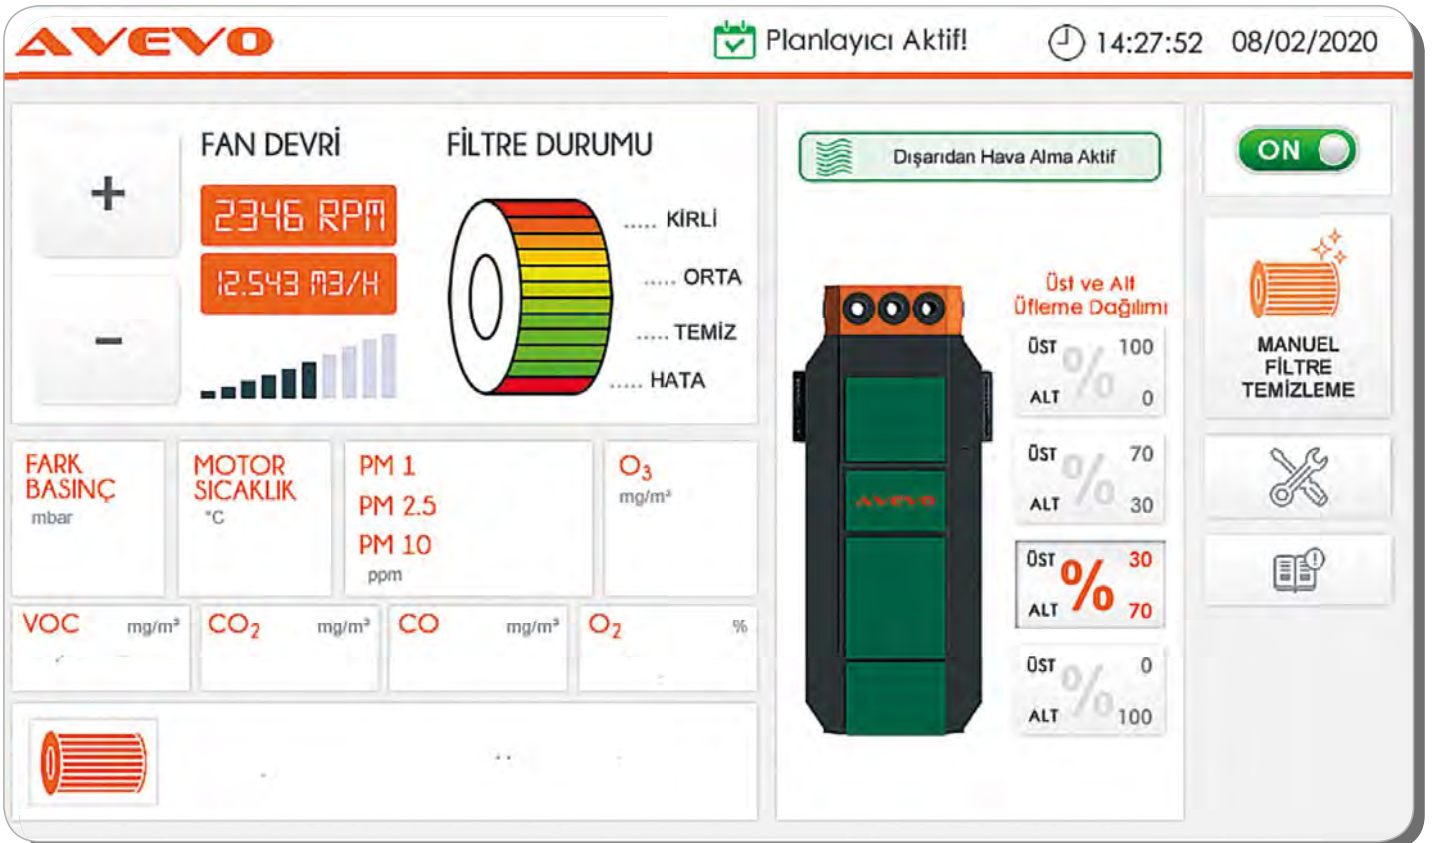 AVEVO
Planlayıcı Aktif!
14:27:52 08/02/2020
+
-
FAN DEVRİ
2346 RPM
12.543 M3/H
FİLTRE DURUMU
..... KİRLİ
..... ORTA
..... TEMİZ
..... HATA
FARK
BASINÇ
mbar
MOTOR
SICAKLIK
°C
PM 1
PM 2.5
PM 10
ppm
O₃
mg/m³
VOC mg/m³
CO₂ mg/m³
CO mg/m³
O₂ %
Dışarıdan Hava Alma Aktif
AVEVO
Üst ve Alt
Üfleme Dağılımı
ÜST % 100
ALT 0
ÜST % 70
ALT 30
ÜST % 30
ALT 70
ÜST % 0
ALT 100
ON
MANUEL
FİLTRE
TEMİZLEME